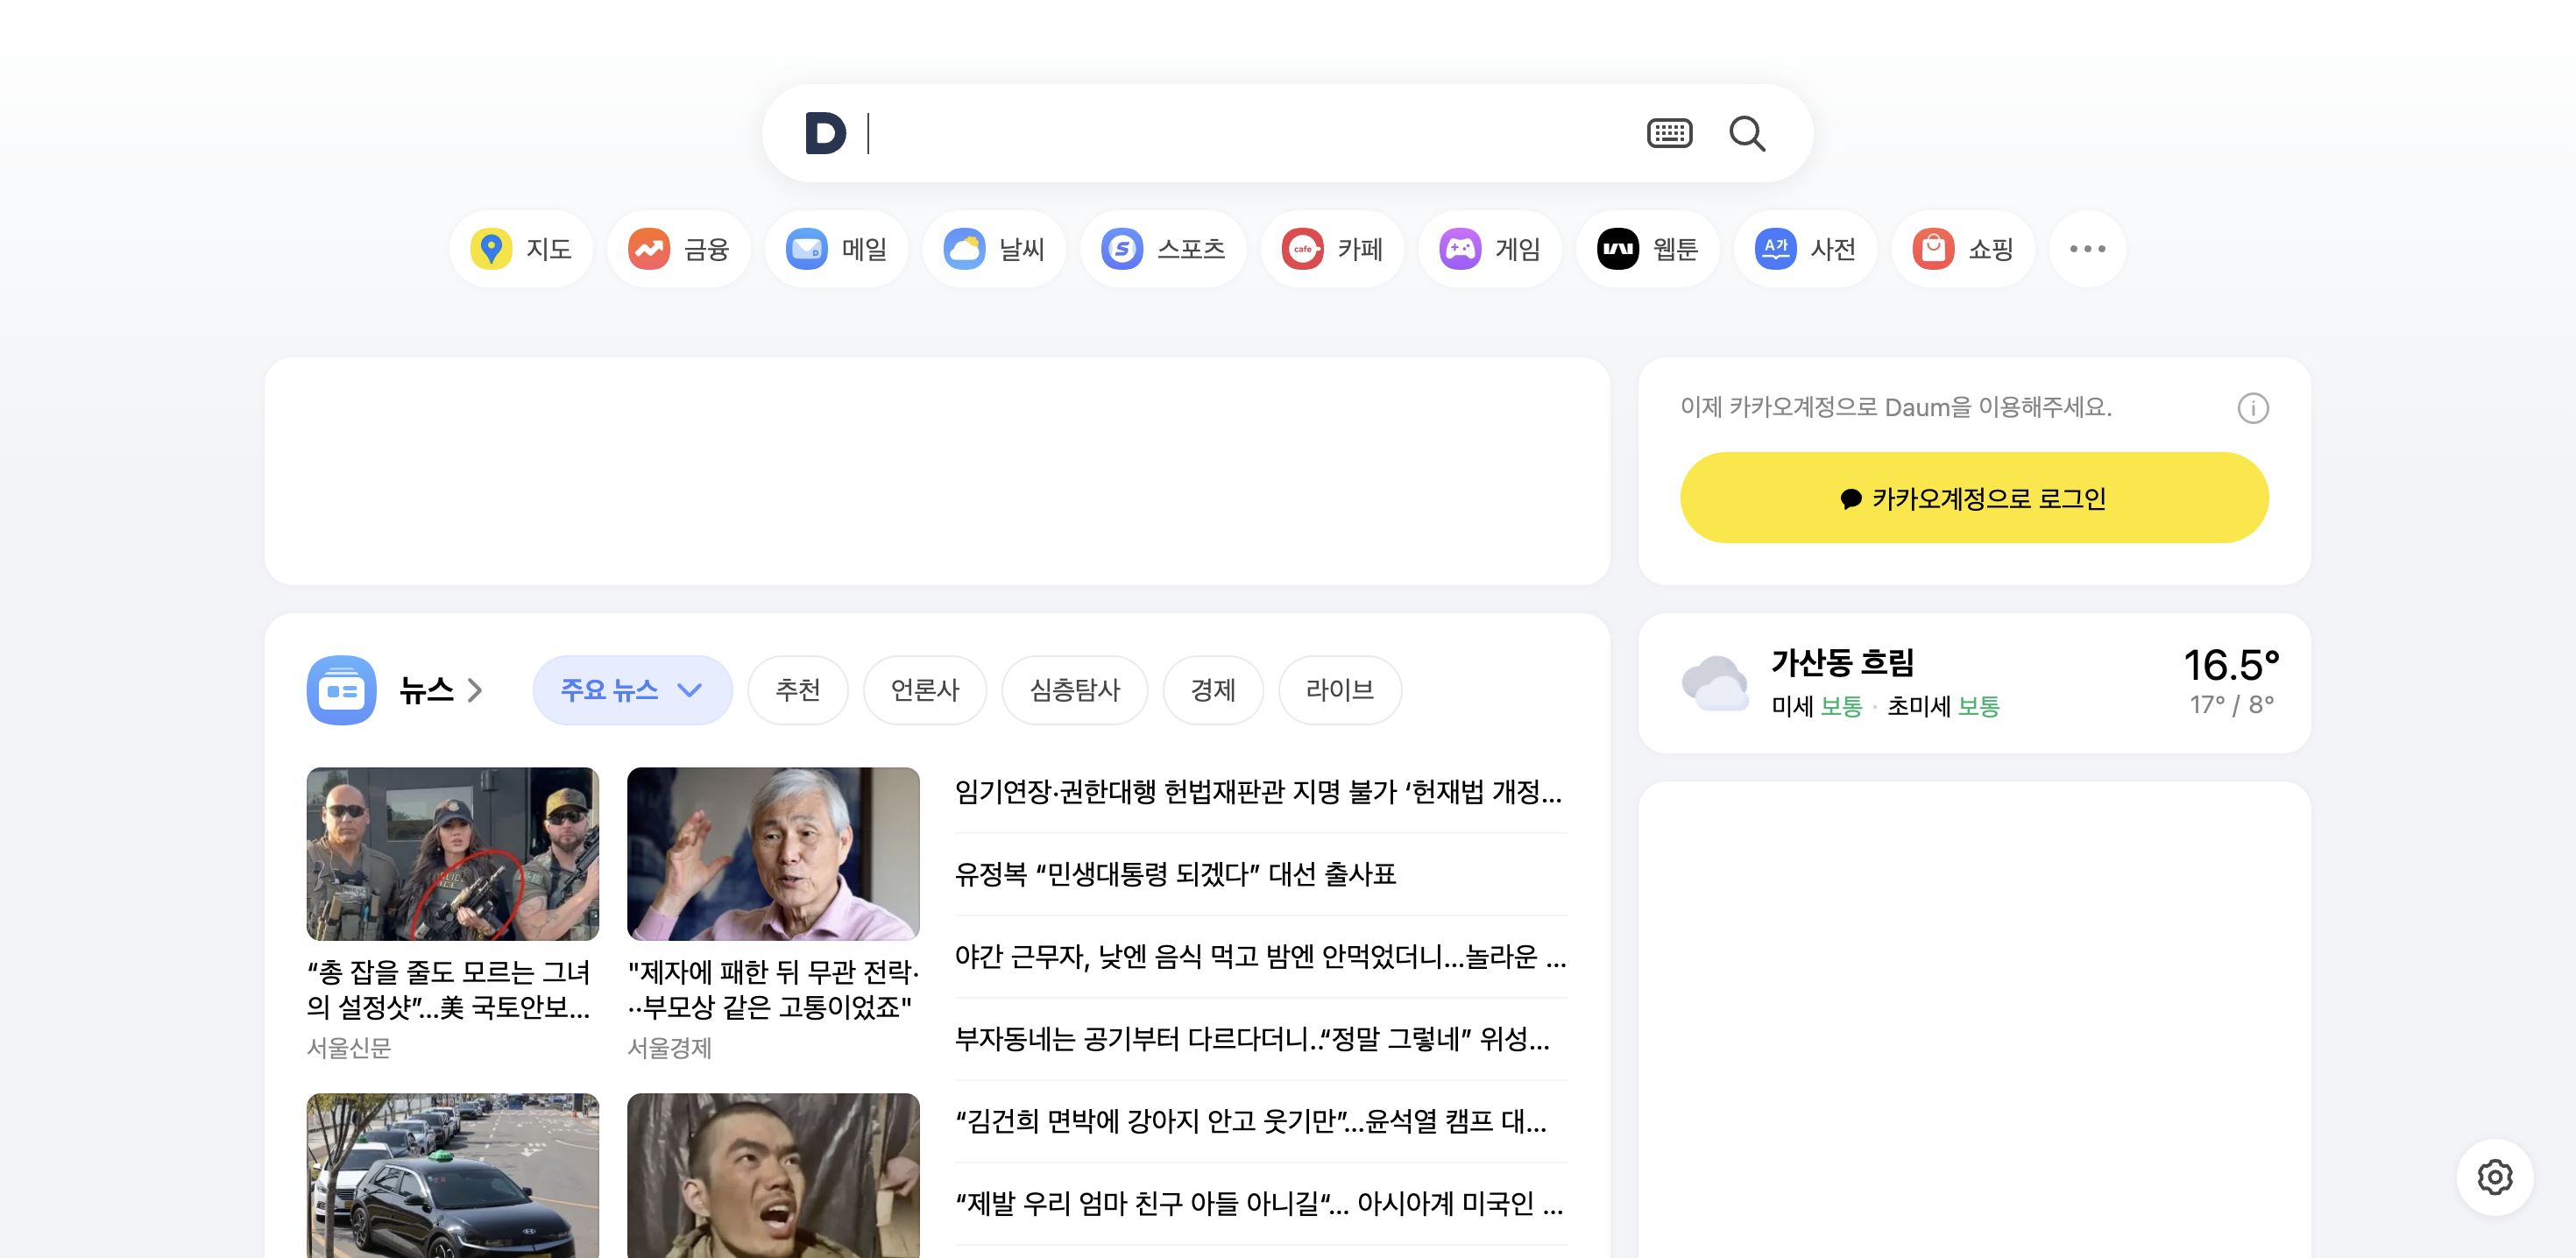 D
지도
금융
메일
날씨
스포츠
cafe 카페
게임
웹툰
A가 사전
쇼핑
이제 카카오계정으로 Daum을 이용해주세요.
카카오계정으로 로그인
뉴스
주요 뉴스
추천
언론사
심층탐사
경제
라이브
가산동 흐림
미세 보통 · 초미세 보통
16.5°
17° / 8°
“총 잡을 줄도 모르는 그녀
의 설정샷”...美 국토안보...
서울신문
"제자에 패한 뒤 무관 전락·
··부모상 같은 고통이었죠"
서울경제
임기연장·권한대행 헌법재판관 지명 불가 ‘헌재법 개정...
유정복 “민생대통령 되겠다” 대선 출사표
야간 근무자, 낮엔 음식 먹고 밤엔 안먹었더니...놀라운 ...
부자동네는 공기부터 다르다더니..“정말 그렇네” 위성...
“김건희 면박에 강아지 안고 웃기만”...윤석열 캠프 대...
“제발 우리 엄마 친구 아들 아니길“... 아시아계 미국인 ...